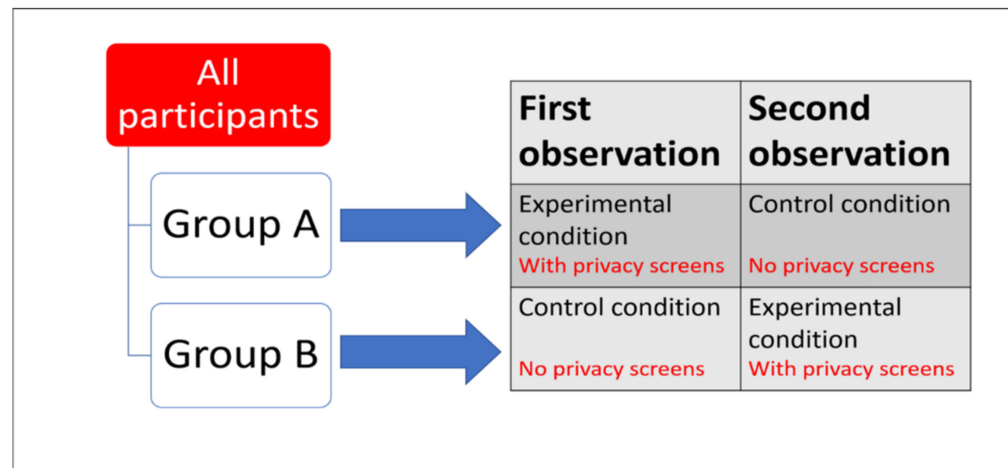 All
participants
Group A
Group B
First
observation
Second
observation
Experimental
condition
With privacy screens
Control condition
No privacy screens
Control condition
No privacy screens
Experimental
condition
With privacy screens